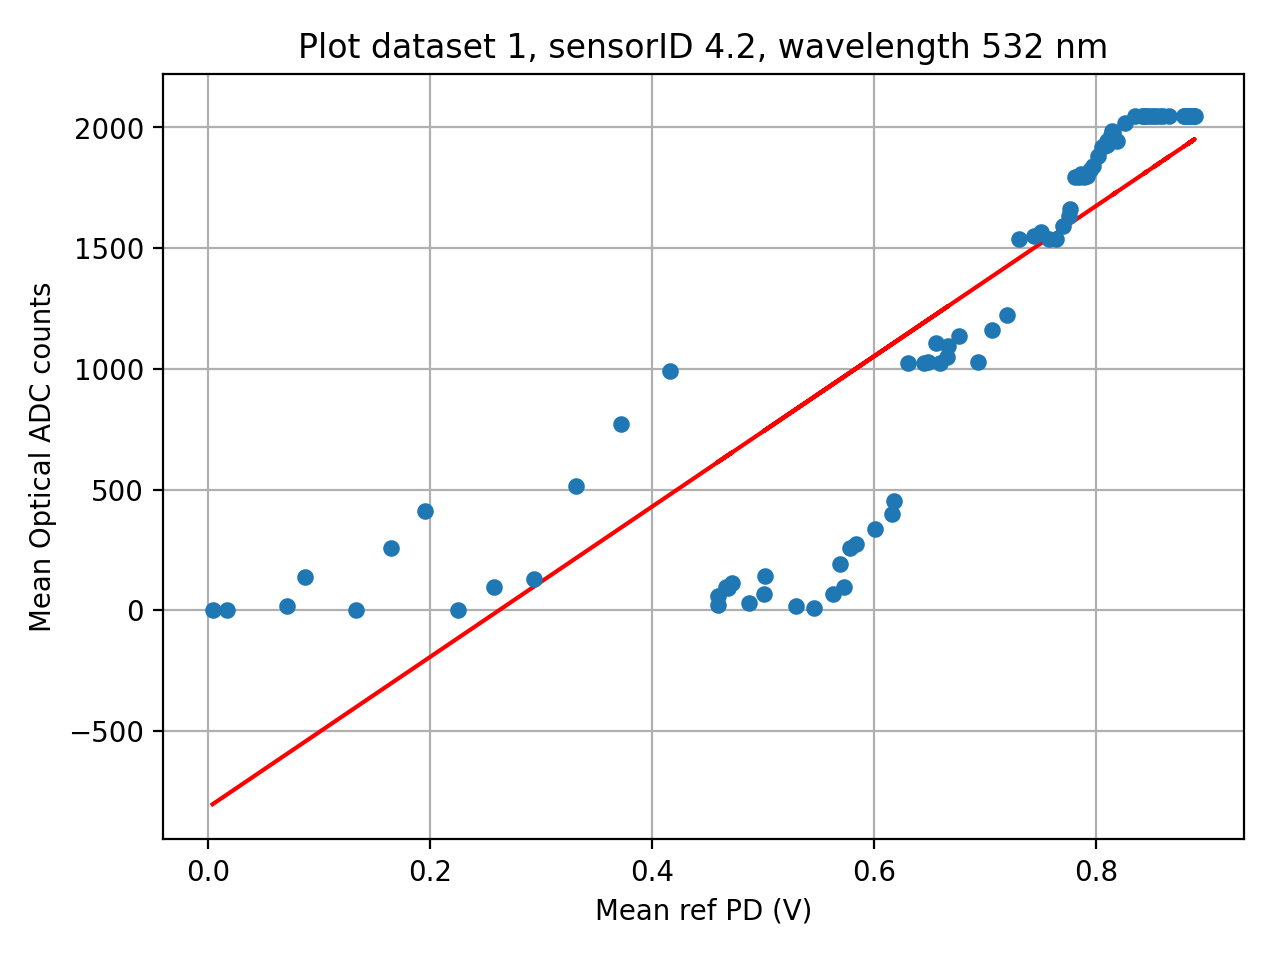 Plot dataset 1, sensorID 4.2, wavelength 532 nm
Mean Optical ADC counts
2000
1500
1000
500
0
−500
0.0 0.2 0.4 0.6 0.8
Mean ref PD (V)